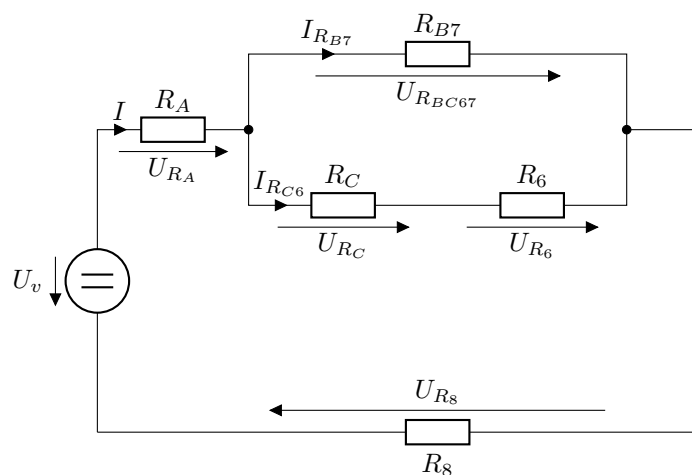 I_{R_{B7}}
R_{B7}
U_{R_{BC67}}
I
R_A
U_{R_A}
I_{R_{C6}}
R_C
R_6
U_{R_C}
U_{R_6}
U_v
U_{R_8}
R_8